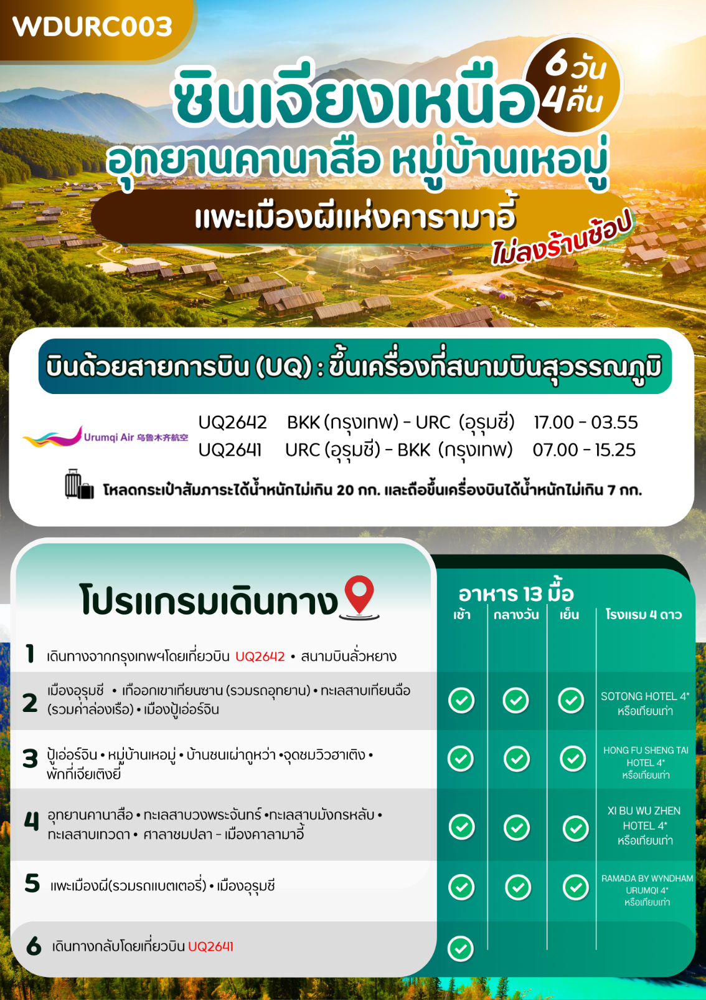 WDURC003
6 วัน
4 คืน
ซินเจียงเหนือ
อุทยานคานาสือ หมู่บ้านเหอมู่
แพะเมืองผีแห่งคารามาอี้
ไม่ลงร้านช้อป
บินด้วยสายการบิน (UQ) : ขึ้นเครื่องที่สนามบินสุวรรณภูมิ
Urumqi Air 乌鲁木齐航空
UQ2642 BKK (กรุงเทพ) - URC (อุรุมชี) 17.00 - 03.55
UQ2641 URC (อุรุมชี) - BKK (กรุงเทพ) 07.00 - 15.25
โหลดกระเป๋าสัมภาระได้น้ำหนักไม่เกิน 20 กก. และถือขึ้นเครื่องบินได้น้ำหนักไม่เกิน 7 กก.
โปรแกรมเดินทาง
อาหาร 13 มื้อ
เช้า กลางวัน เย็น โรงแรม 4 ดาว
1 เดินทางจากกรุงเทพฯโดยเที่ยวบิน UQ2642 • สนามบินลั่วหยาง
2 เมืองอุรุมชี • เทือกเขาเทียนซาน (รวมรถอุทยาน) • ทะเลสาบเทียนฉือ
(รวมค่าล่องเรือ) • เมืองปู้เอ่อร์จิน
SOTONG HOTEL 4*
หรือเทียบเท่า
3 ปู้เอ่อร์จิน • หมู่บ้านเหอมู่ • บ้านชนเผ่าถูหว่า •จุดชมวิวฮาเติง •
พักที่เจียเติงยี่
HONG FU SHENG TAI
HOTEL 4*
หรือเทียบเท่า
4 อุทยานคานาสือ • ทะเลสาบวงพระจันทร์ •ทะเลสาบมังกรหลับ •
ทะเลสาบเทวดา • ศาลาชมปลา - เมืองคาลามาอี้
XI BU WU ZHEN
HOTEL 4*
หรือเทียบเท่า
5 แพะเมืองผี(รวมรถแบตเตอรี่) • เมืองอุรุมชี
RAMADA BY WYNDHAM
URUMQI 4*
หรือเทียบเท่า
6 เดินทางกลับโดยเที่ยวบิน UQ2641